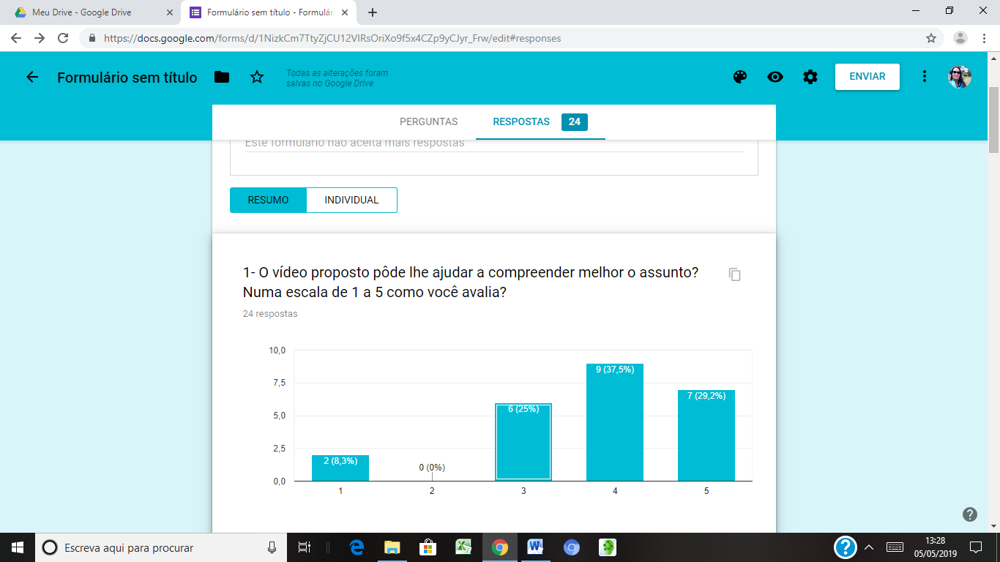 Meu Drive - Google Drive
Formulário sem título - Formulár
https://docs.google.com/forms/d/1NizkCm7TtyZjCU12VIRsOriXo9f5x4CZp9yCJyr_Frw/edit#responses
Formulário sem título
Todas as alterações foram
salvas no Google Drive
ENVIAR
PERGUNTAS
RESPOSTAS
24
Este formulário não aceita mais respostas
RESUMO
INDIVIDUAL
1- O vídeo proposto pôde lhe ajudar a compreender melhor o assunto?
Numa escala de 1 a 5 como você avalia?
24 respostas
10,0
7,5
5,0
2,5
0,0
2 (8,3%)
0 (0%)
6 (25%)
9 (37,5%)
7 (29,2%)
1
2
3
4
5
Escreva aqui para procurar
13:28
05/05/2019